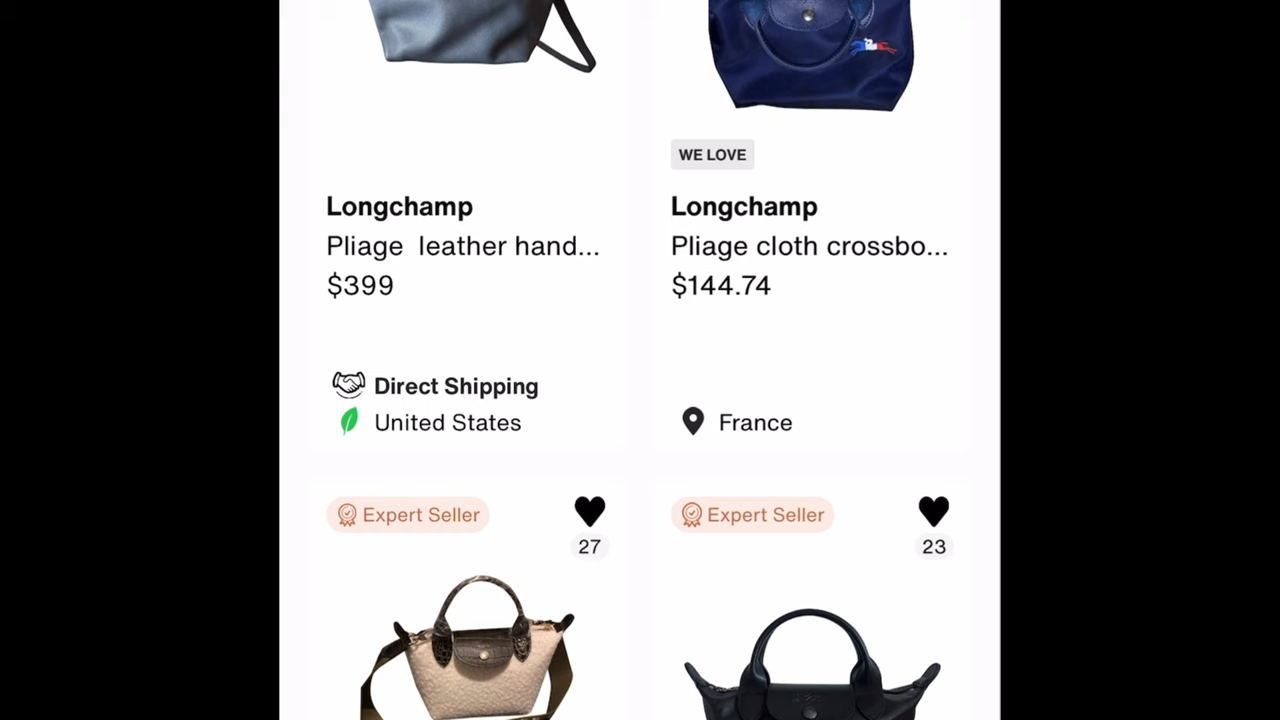 WE LOVE
Longchamp
Pliage leather hand...
$399
Direct Shipping
United States
Longchamp
Pliage cloth crossbo...
$144.74
France
Expert Seller
27
Expert Seller
23